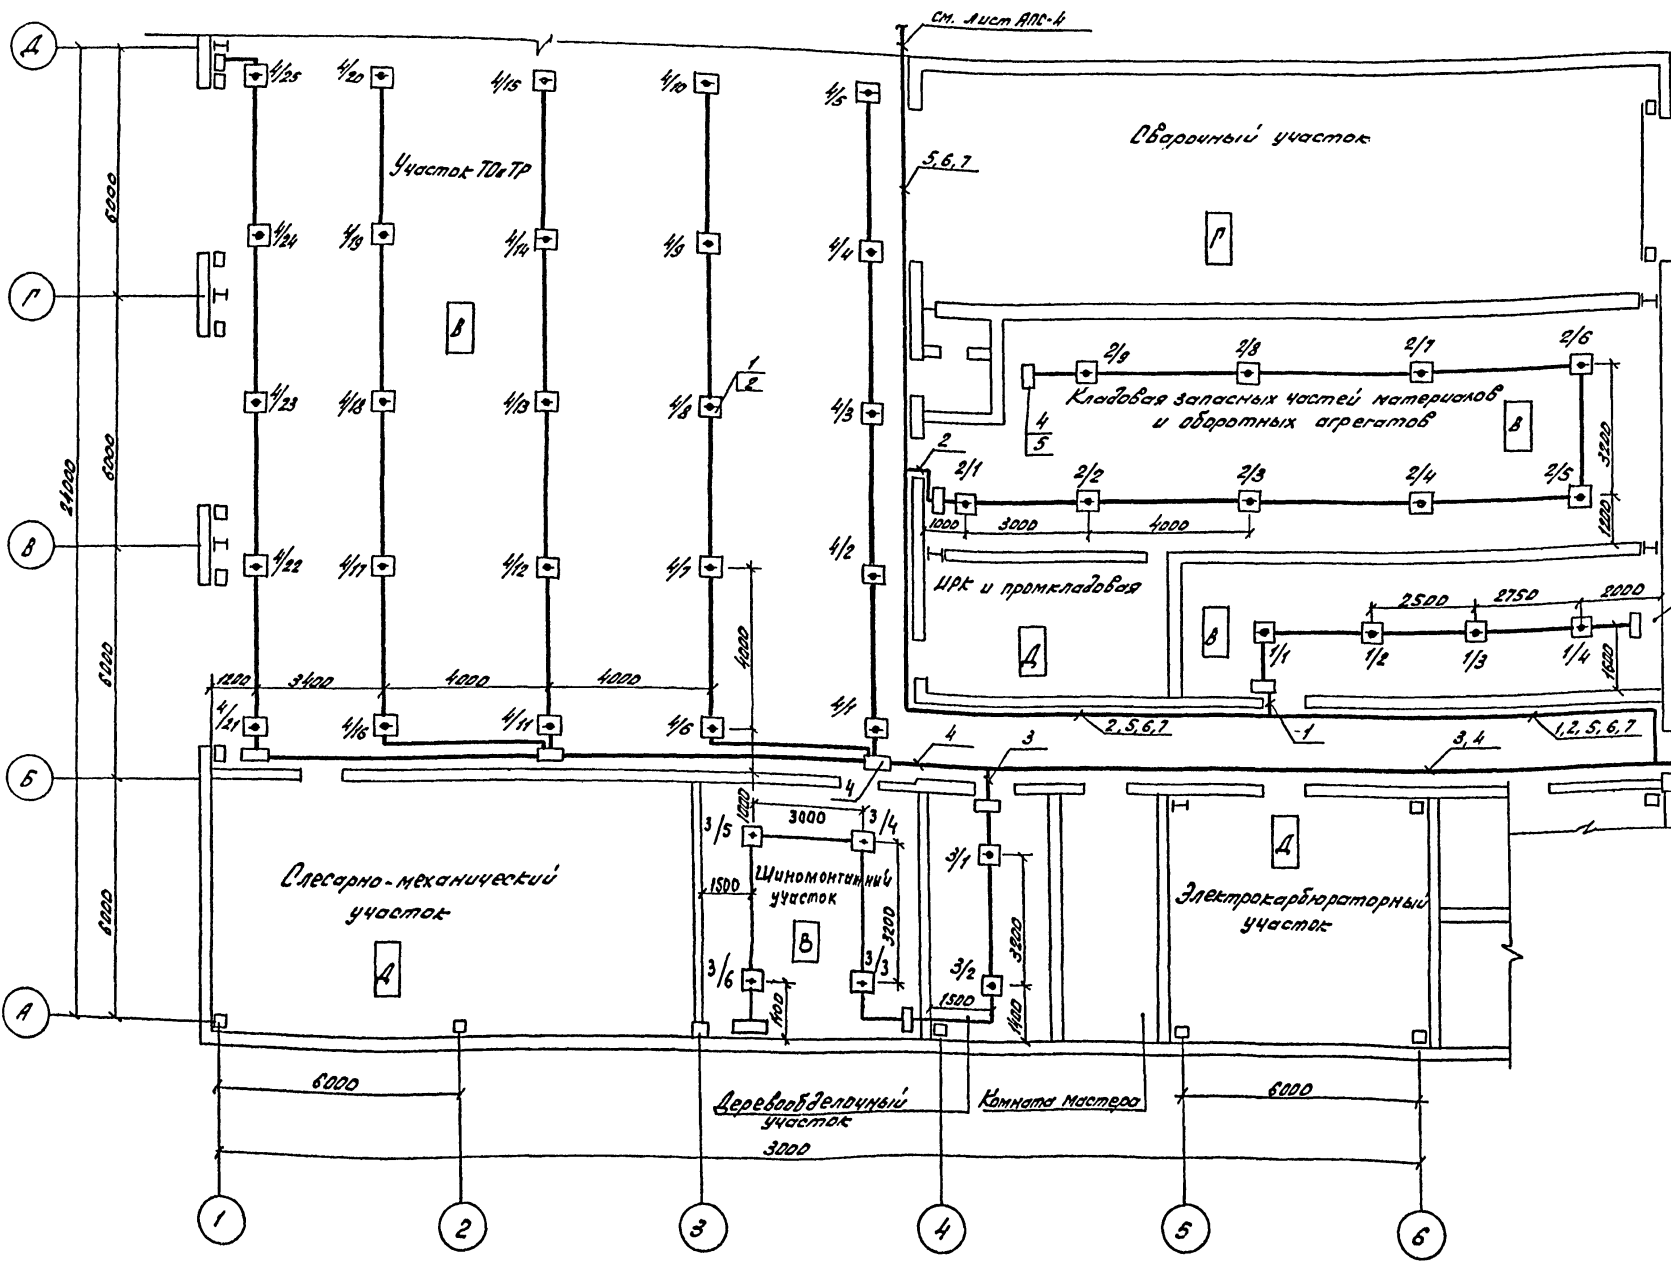 см. лист АПС-4
Д
4/25
4/20
4/15
4/10
4/5
Сварочный участок
Участок ТО и ТР
5, 6, 7
6000
4/24
4/19
4/14
4/9
4/4
Г
Г
В
2/9
2/8
2/7
2/6
1
2
Кладовая запасных частей материалов
и оборотных агрегатов
В
4
5
3200
4/23
4/18
4/13
4/8
4/3
2
24000
6000
2/1
2/2
2/3
2/4
2/5
1000
3000
4000
1200
В
4/22
4/17
4/12
4/7
4/2
ИРК и промкладовая
2500
2750
2000
В
Д
1/1
1/2
1/3
1/4
1600
4000
6000
1200
3400
4000
4000
4/21
4/16
4/11
4/6
4/1
2, 5, 6, 7
-1
1, 2, 5, 6, 7
4
3
3, 4
Б
4
1000
3000
3/5
3/4
3/1
Д
Слесарно-механический
участок
1500
Шиномонтажный
участок
Электрокарбюраторный
участок
6000
3200
3200
Д
В
3/6
3/3
3/2
1500
1400
1400
А
6000
Деревообделочный
участок
Комната мастера
6000
3000
1
2
3
4
5
6